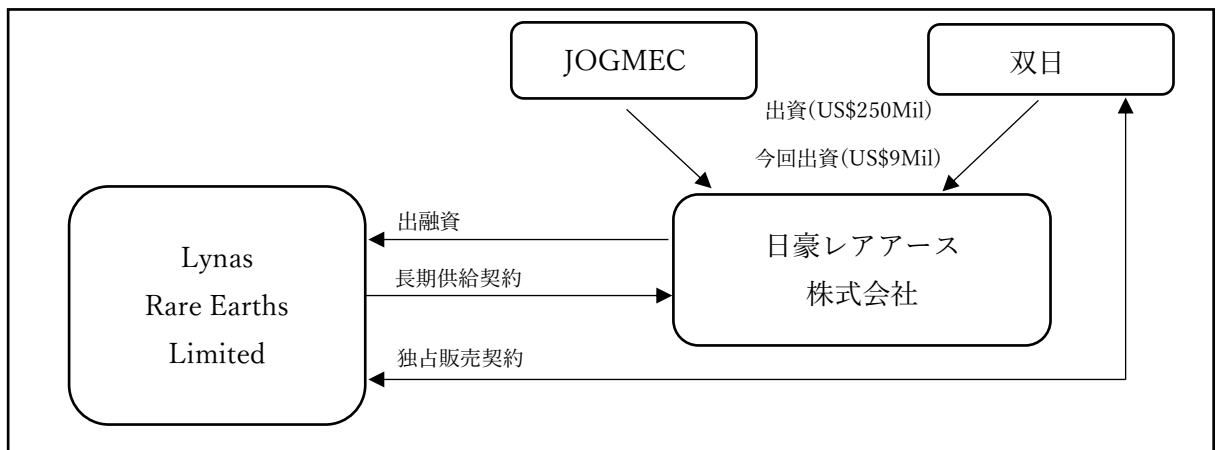 JOGMEC
双日
出資(US$250Mil)
今回出資(US$9Mil)
出融資
日豪レアアース
株式会社
Lynas
Rare Earths
Limited
長期供給契約
独占販売契約